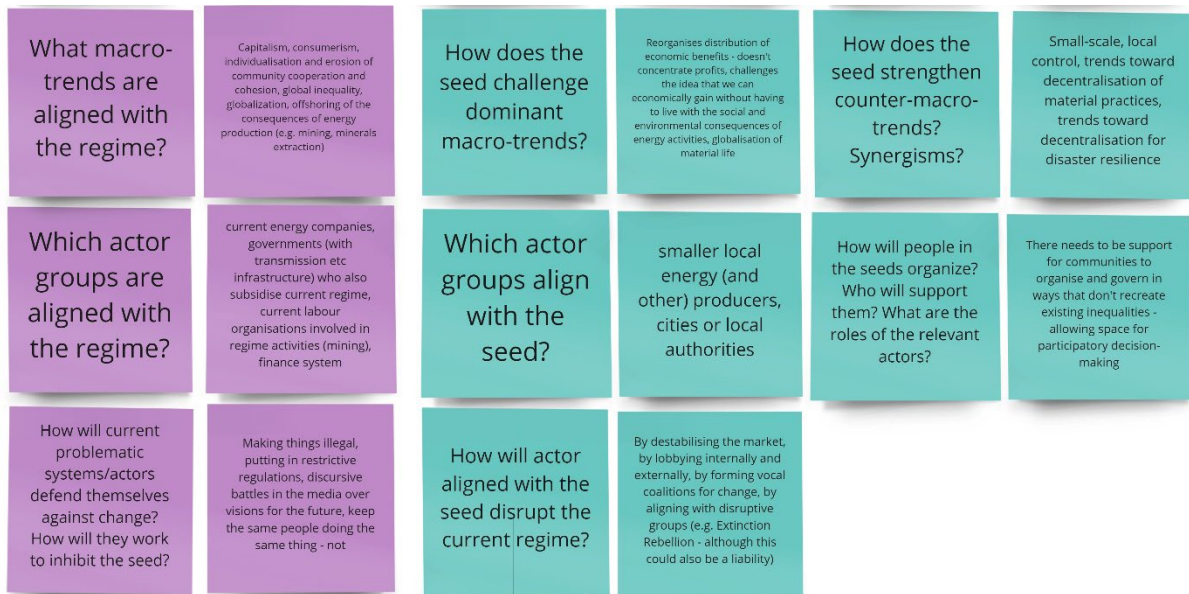 What macro-
trends are
aligned with
the regime?
Capitalism, consumerism,
individualisation and erosion of
community cooperation and
cohesion, global inequality,
globalization, offshoring of the
consequences of energy
production (e.g. mining, minerals
extraction)
How does the
seed challenge
dominant
macro-trends?
Reorganises distribution of
economic benefits - doesn't
concentrate profits, challenges
the idea that we can
economically gain without having
to live with the social and
environmental consequences of
energy activities, globalisation of
material life
How does the
seed strengthen
counter-macro-
trends?
Synergisms?
Small-scale, local
control, trends toward
decentralisation of
material practices,
trends toward
decentralisation for
disaster resilience
Which actor
groups are
aligned with
the regime?
current energy companies,
governments (with
transmission etc
infrastructure) who also
subsidise current regime,
current labour
organisations involved in
regime activities (mining),
finance system
Which actor
groups align
with the
seed?
smaller local
energy (and
other) producers,
cities or local
authorities
How will people in
the seeds organize?
Who will support
them? What are the
roles of the relevant
actors?
There needs to be support
for communities to
organise and govern in
ways that don't recreate
existing inequalities -
allowing space for
participatory decision-
making
How will current
problematic
systems/actors
defend themselves
against change?
How will they work
to inhibit the seed?
Making things illegal,
putting in restrictive
regulations, discursive
battles in the media over
visions for the future, keep
the same people doing the
same thing - not
How will actor
aligned with the
seed disrupt the
current regime?
By destabilising the market,
by lobbying internally and
externally, by forming vocal
coalitions for change, by
aligning with disruptive
groups (e.g. Extinction
Rebellion - although this
could also be a liability)